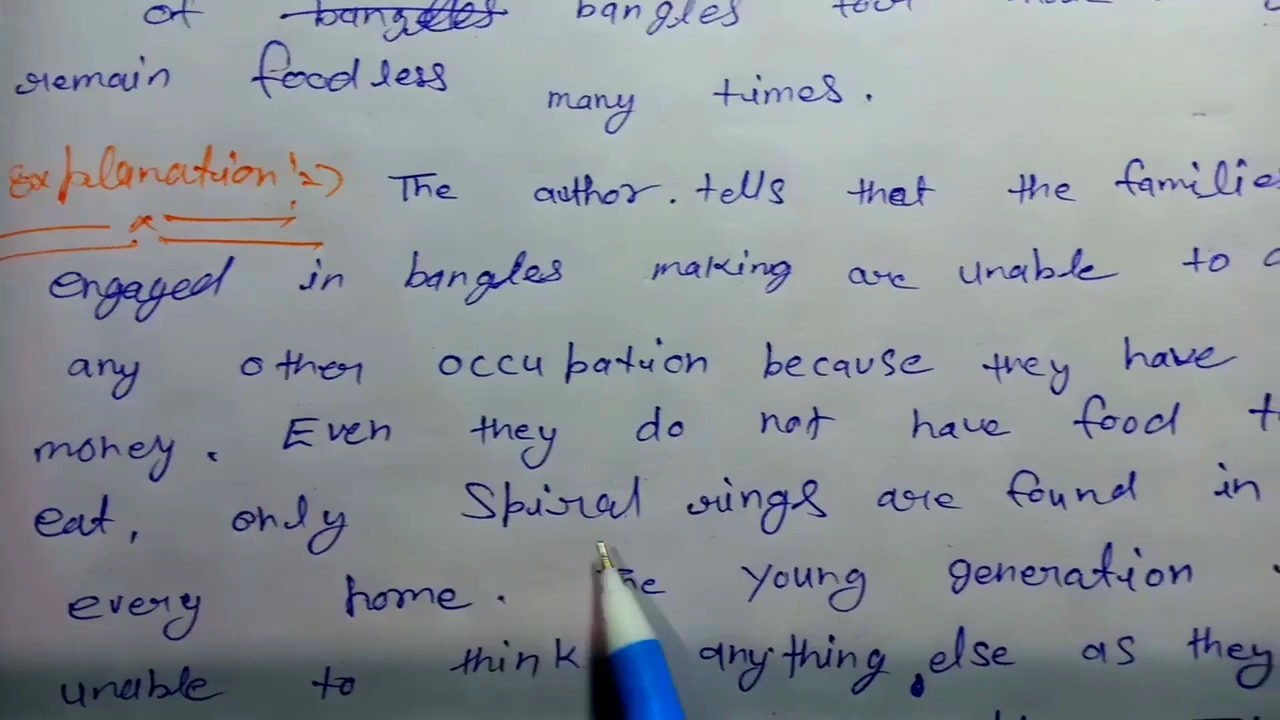 of bangles bangles
remain foodless many times.
Explanation:-> The author. tells that the families
engaged in bangles making are unable to
any other occupation because they have
money. Even they do not have food
eat, only Spiral rings are found in
every home. young generation
unable to think anything else as they